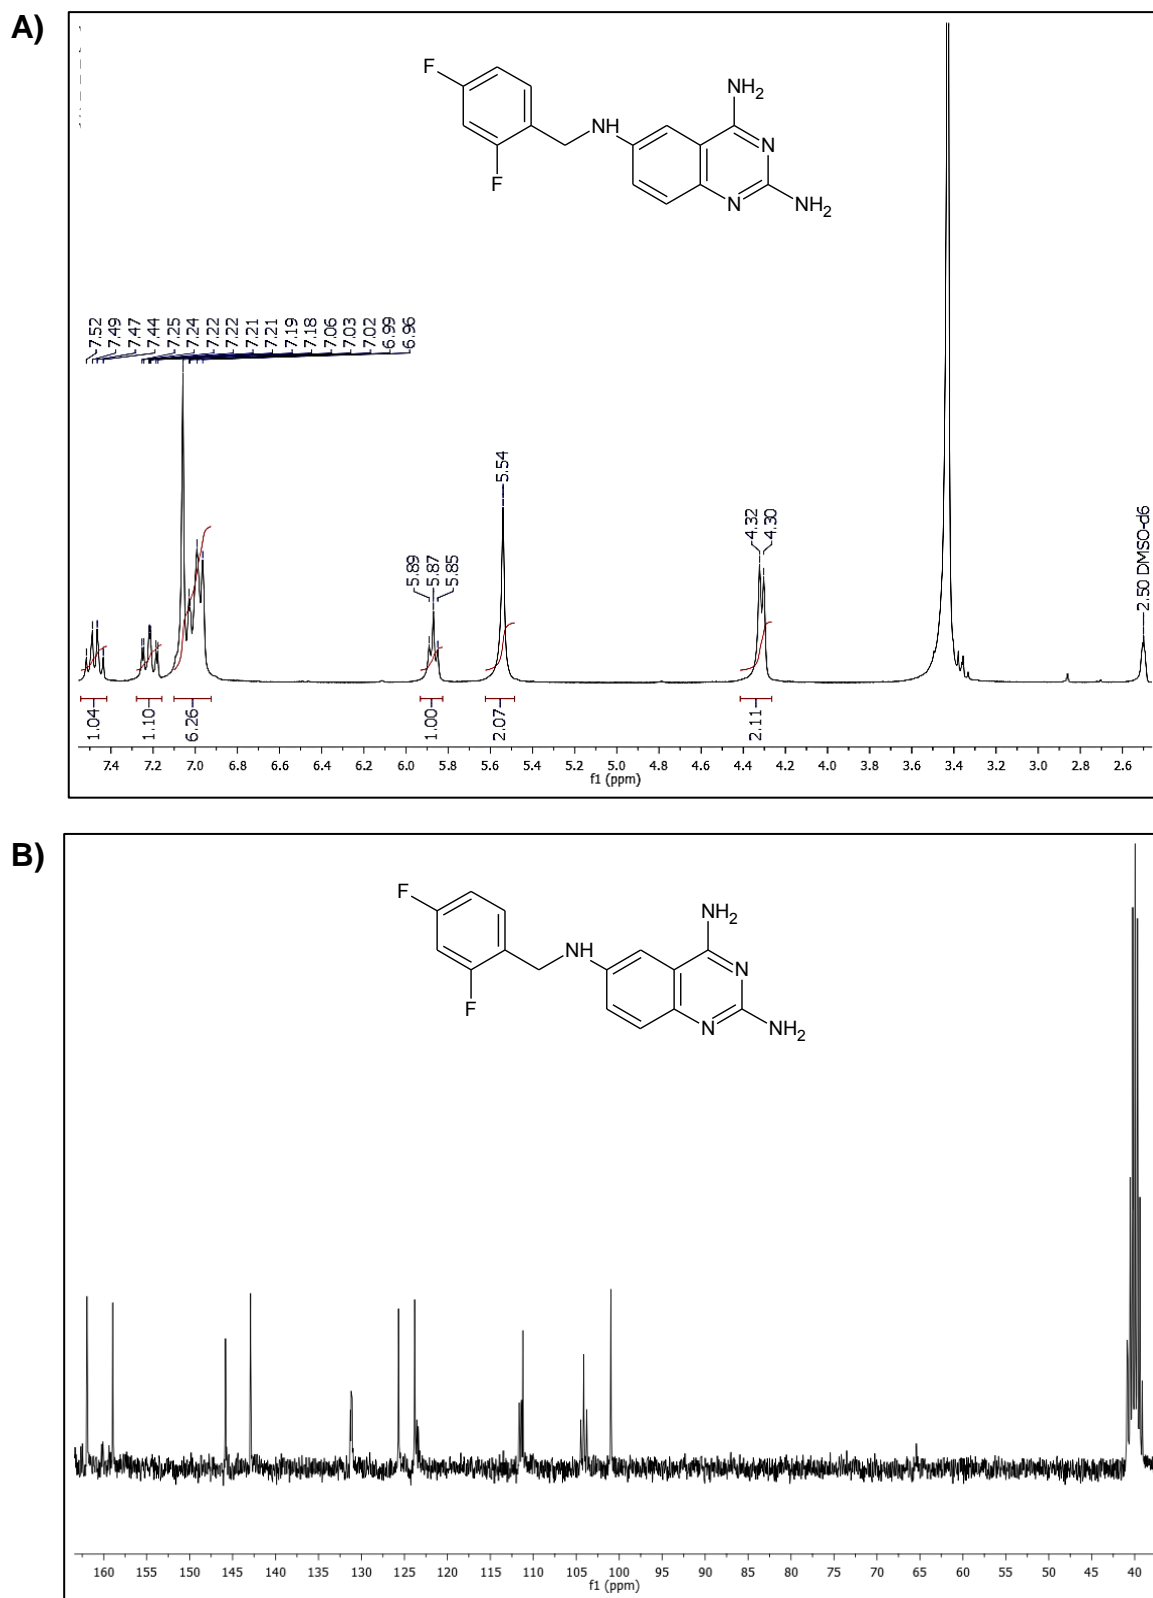 A)
F
F
NH
NH2
N
N
NH2
7.52
7.49
7.47
7.44
7.25
7.24
7.22
7.22
7.21
7.21
7.19
7.18
7.06
7.03
7.02
6.99
6.96
5.89
5.87
5.85
5.54
4.32
4.30
2.50 DMSO-d6
1.04
1.10
6.26
1.00
2.07
2.11
7.4 7.2 7.0 6.8 6.6 6.4 6.2 6.0 5.8 5.6 5.4 5.2 5.0 4.8 4.6 4.4 4.2 4.0 3.8 3.6 3.4 3.2 3.0 2.8 2.6
f1 (ppm)
B)
F
F
NH
NH2
N
N
NH2
160 155 150 145 140 135 130 125 120 115 110 105 100 95 90 85 80 75 70 65 60 55 50 45 40
f1 (ppm)